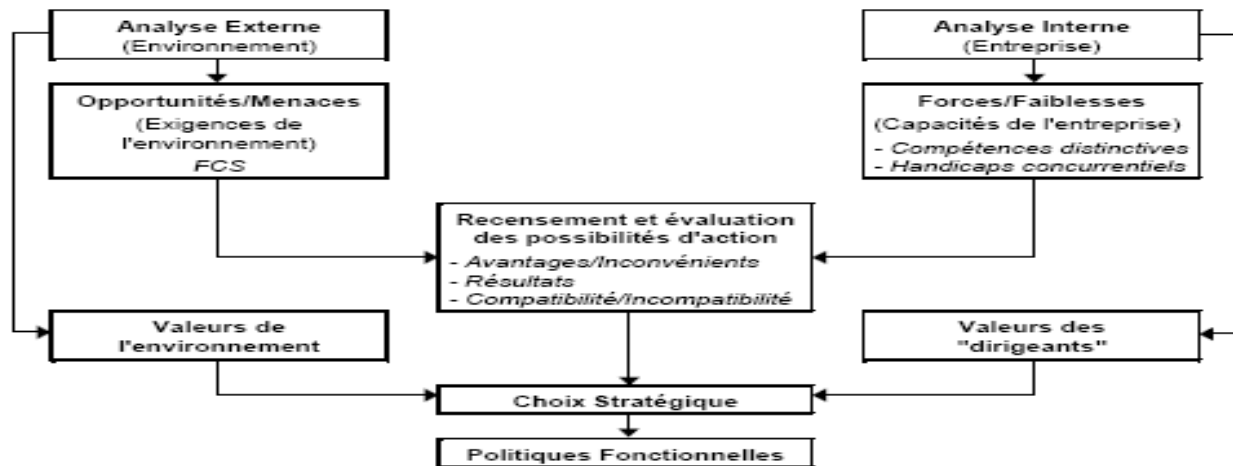 Analyse Externe
(Environnement)
Analyse Interne
(Entreprise)
Opportunités/Menaces
(Exigences de
l'environnement)
FCS
Forces/Faiblesses
(Capacités de l'entreprise)
- Compétences distinctives
- Handicaps concurrentiels
Recensement et évaluation
des possibilités d'action
- Avantages/Inconvénients
- Résultats
- Compatibilité/Incompatibilité
Valeurs de
l'environnement
Valeurs des
"dirigeants"
Choix Stratégique
Politiques Fonctionnelles